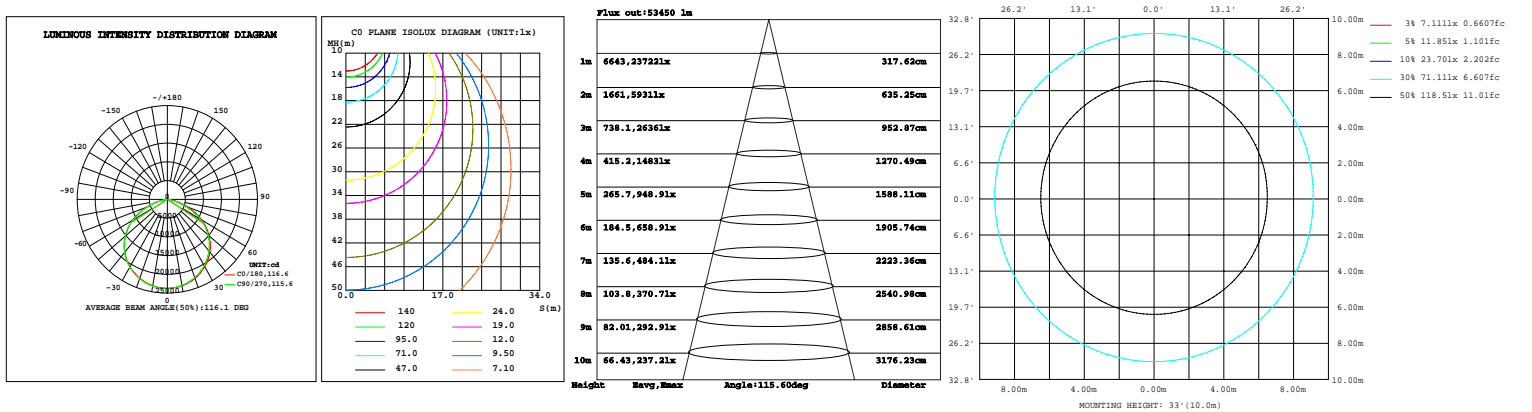 LUMINOUS INTENSITY DISTRIBUTION DIAGRAM
-/+180
-150 150
-120 120
-90 90
-60 60
-30 30
0
0
5000
10000
15000
20000
25000
UNIT:cd
C0/180,116.6
C90/270,115.6
AVERAGE BEAM ANGLE(50%):116.1 DEG
C0 PLANE ISOLUX DIAGRAM (UNIT:lx)
MH(m)
10
14
18
22
26
30
34
38
42
46
50
0.0 17.0 34.0
S(m)
140 24.0
120 19.0
95.0 12.0
71.0 9.50
47.0 7.10
Flux out:53450 lm
1m 6643,23722lx 317.62cm
2m 1661,5931lx 635.25cm
3m 738.1,2636lx 952.87cm
4m 415.2,1483lx 1270.49cm
5m 265.7,948.9lx 1588.11cm
6m 184.5,658.9lx 1905.74cm
7m 135.6,484.1lx 2223.36cm
8m 103.8,370.7lx 2540.98cm
9m 82.01,292.9lx 2858.61cm
10m 66.43,237.2lx 3176.23cm
Height Eavg,Emax Angle:115.60deg Diameter
26.2' 13.1' 0.0' 13.1' 26.2'
32.8' 10.00m
26.2' 8.00m
19.7' 6.00m
13.1' 4.00m
6.6' 2.00m
0.0' 0.00m
6.6' 2.00m
13.1' 4.00m
19.7' 6.00m
26.2' 8.00m
32.8' 10.00m
8.00m 4.00m 0.00m 4.00m 8.00m
MOUNTING HEIGHT: 33'(10.0m)
3% 7.111lx 0.6607fc
5% 11.85lx 1.101fc
10% 23.70lx 2.202fc
30% 71.11lx 6.607fc
50% 118.5lx 11.01fc